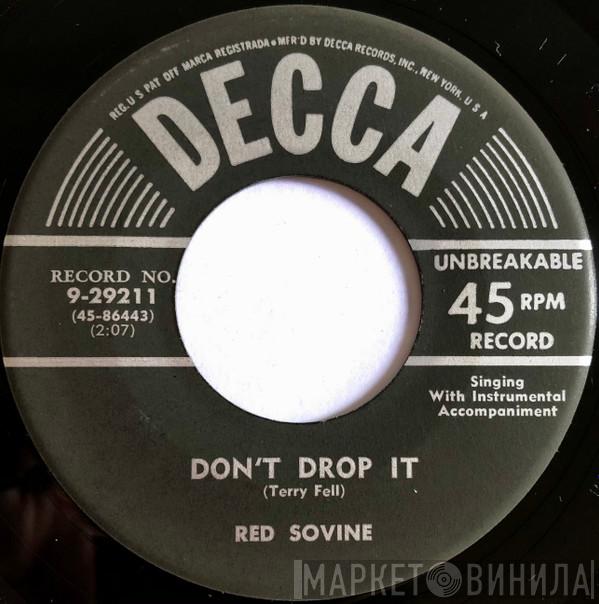 REG. U S PAT OFF MARCA REGISTRADA • MFR'D BY DECCA RECORDS, INC., NEW YORK, U S A
DECCA
RECORD NO.
9-29211
(45-86443)
(2:07)
UNBREAKABLE
45 RPM
RECORD
Singing
With Instrumental
Accompaniment
DON'T DROP IT
(Terry Fell)
RED SOVINE
МАРКЕТ ВИНИЛА